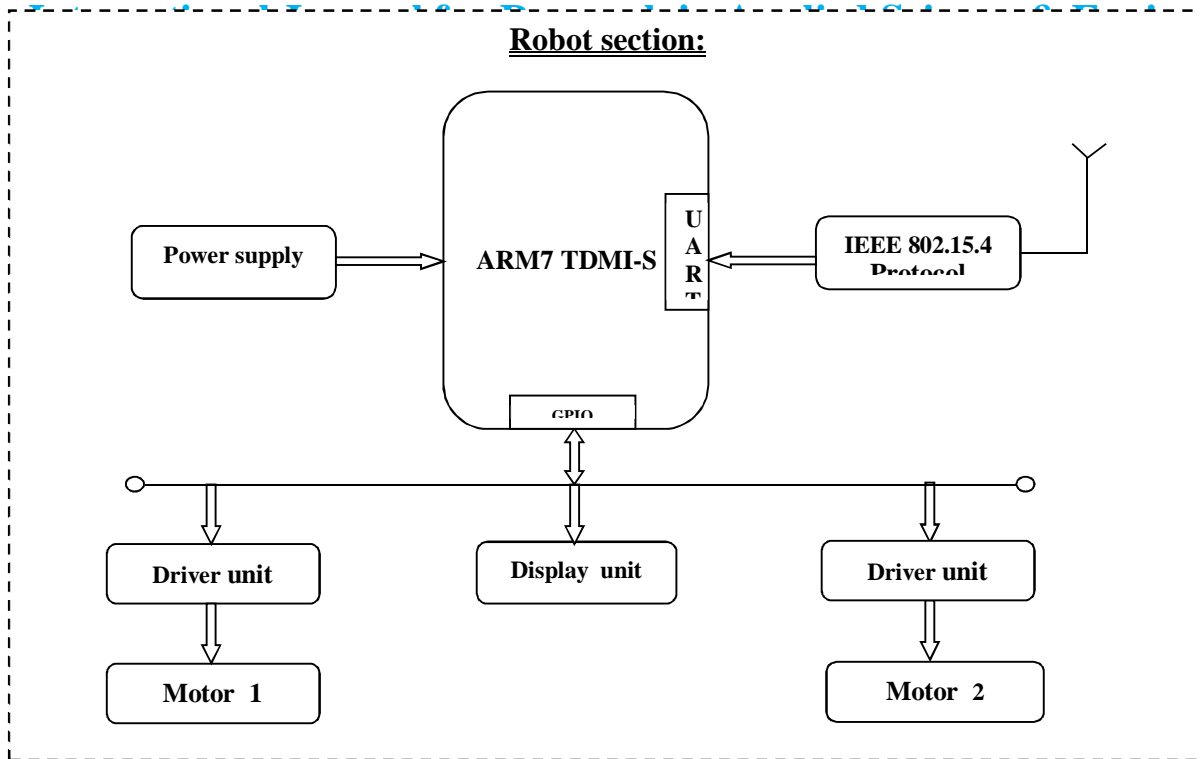 Robot section:
Power supply
ARM7 TDMI-S
U
A
R
T
IEEE 802.15.4
Protocol
GPIO
Driver unit
Display unit
Driver unit
Motor 1
Motor 2